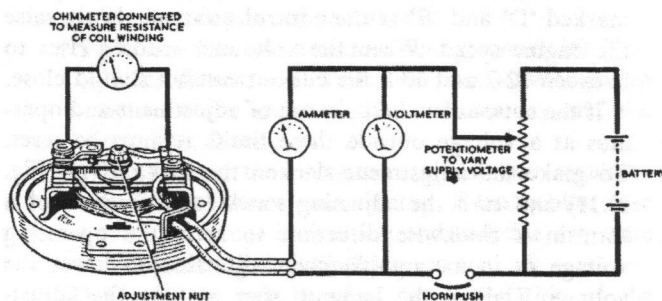 OHMMETER CONNECTED
TO MEASURE RESISTANCE
OF COIL WINDING
AMMETER
VOLTMETER
POTENTIOMETER
TO VARY
SUPPLY VOLTAGE
BATTERY
ADJUSTMENT NUT
HORN PUSH